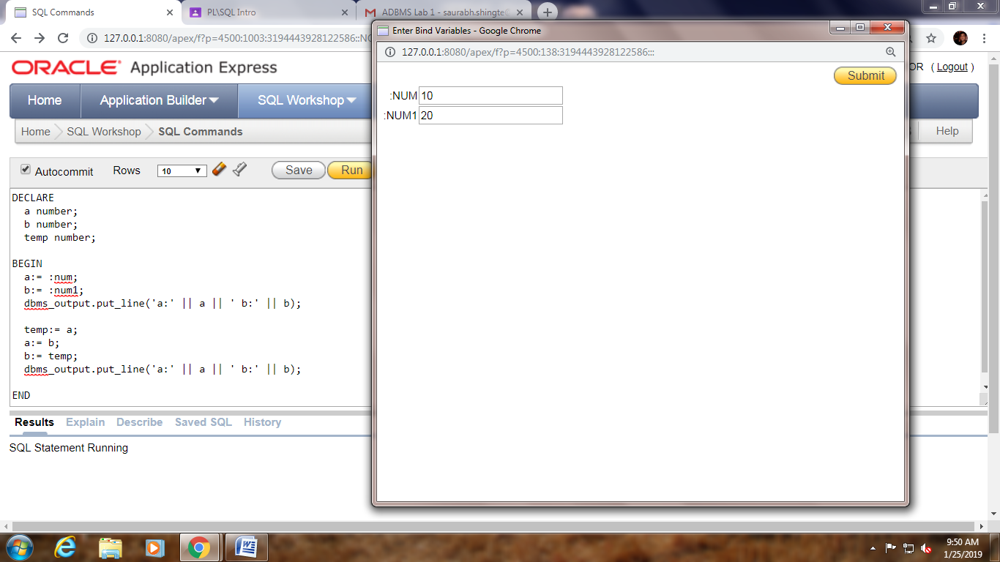 SQL Commands
PL\SQL Intro
ADBMS Lab 1 - saurabh.shingte
127.0.0.1:8080/apex/f?p=4500:1003:3194443928122586::NO
ORACLE Application Express
OR ( Logout )
Home
Application Builder
SQL Workshop
Home
SQL Workshop
SQL Commands
Help
Autocommit
Rows
10
Save
Run
DECLARE
a number;
b number;
temp number;
BEGIN
a:= :num;
b:= :num1;
dbms_output.put_line('a:' || a || ' b:' || b);
temp:= a;
a:= b;
b:= temp;
dbms_output.put_line('a:' || a || ' b:' || b);
END
Results
Explain
Describe
Saved SQL
History
SQL Statement Running
Enter Bind Variables - Google Chrome
127.0.0.1:8080/apex/f?p=4500:138:3194443928122586:::
Submit
:NUM 10
:NUM1 20
9:50 AM
1/25/2019